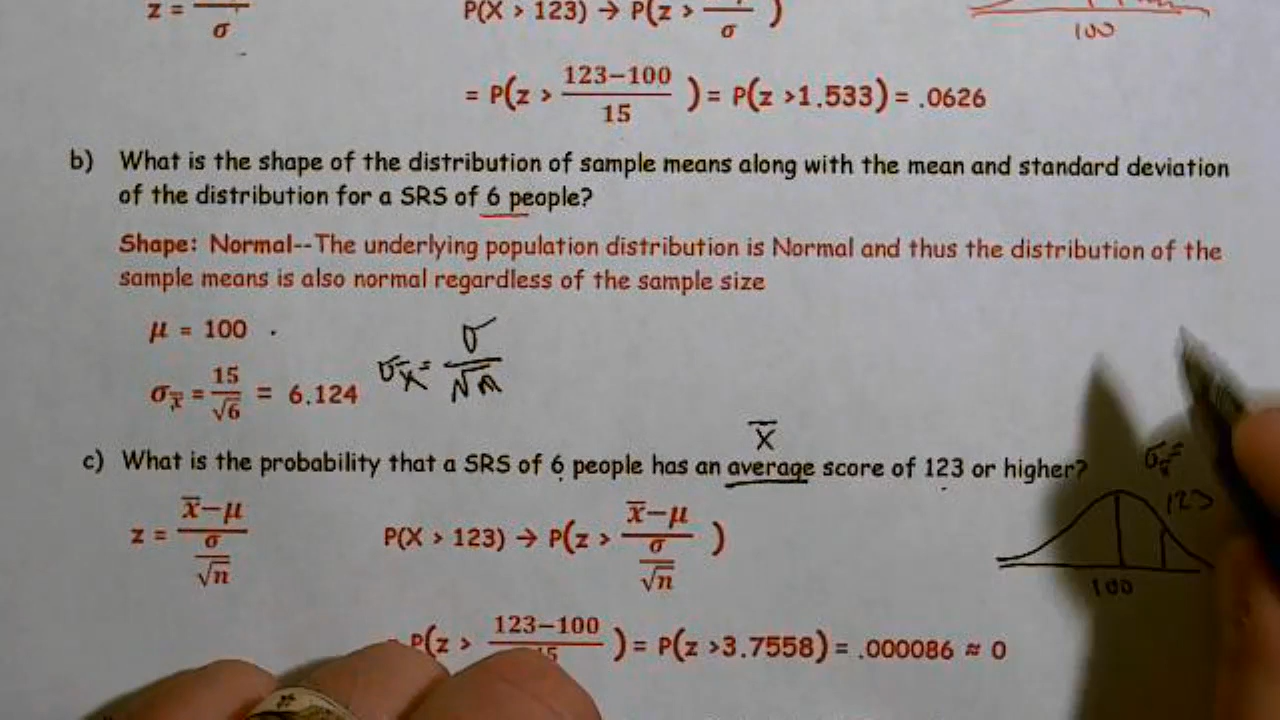 z = — / σ    P(X > 123) → P(z > — / σ )
100
= P(z > (123−100)/15 ) = P(z >1.533) = .0626
b) What is the shape of the distribution of sample means along with the mean and standard deviation
of the distribution for a SRS of 6 people?
Shape: Normal--The underlying population distribution is Normal and thus the distribution of the
sample means is also normal regardless of the sample size
μ = 100
σx̅ = 15/√6 = 6.124    σx̅ = σ/√n
x̅
c) What is the probability that a SRS of 6 people has an average score of 123 or higher?
σx̅ =
123
z = (x̅−μ)/(σ/√n)    P(X > 123) → P(z > (x̅−μ)/(σ/√n) )
100
P(z > 123−100 ) = P(z >3.7558) = .000086 ≈ 0